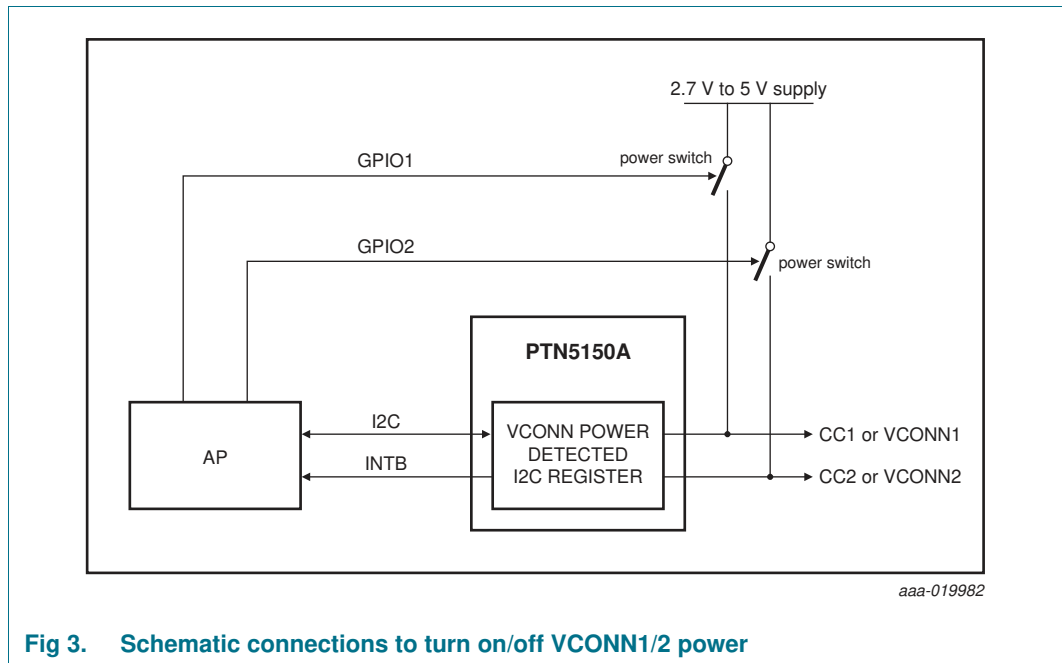 2.7 V to 5 V supply
GPIO1
power switch
GPIO2
power switch
PTN5150A
AP
I2C
INTB
VCONN POWER
DETECTED
I2C REGISTER
CC1 or VCONN1
CC2 or VCONN2
aaa-019982
Fig 3. Schematic connections to turn on/off VCONN1/2 power